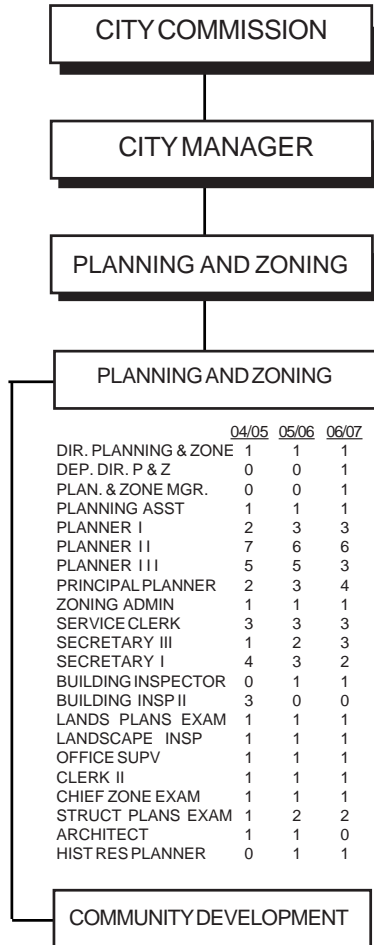 CITY COMMISSION
CITY MANAGER
PLANNING AND ZONING
PLANNING AND ZONING
04/05 05/06 06/07
DIR. PLANNING & ZONE 1 1 1
DEP. DIR. P & Z 0 0 1
PLAN. & ZONE MGR. 0 0 1
PLANNING ASST 1 1 1
PLANNER I 2 3 3
PLANNER II 7 6 6
PLANNER III 5 5 3
PRINCIPAL PLANNER 2 3 4
ZONING ADMIN 1 1 1
SERVICE CLERK 3 3 3
SECRETARY III 1 2 3
SECRETARY I 4 3 2
BUILDING INSPECTOR 0 1 1
BUILDING INSP II 3 0 0
LANDS PLANS EXAM 1 1 1
LANDSCAPE INSP 1 1 1
OFFICE SUPV 1 1 1
CLERK II 1 1 1
CHIEF ZONE EXAM 1 1 1
STRUCT PLANS EXAM 1 2 2
ARCHITECT 1 1 0
HIST RES PLANNER 0 1 1
COMMUNITY DEVELOPMENT